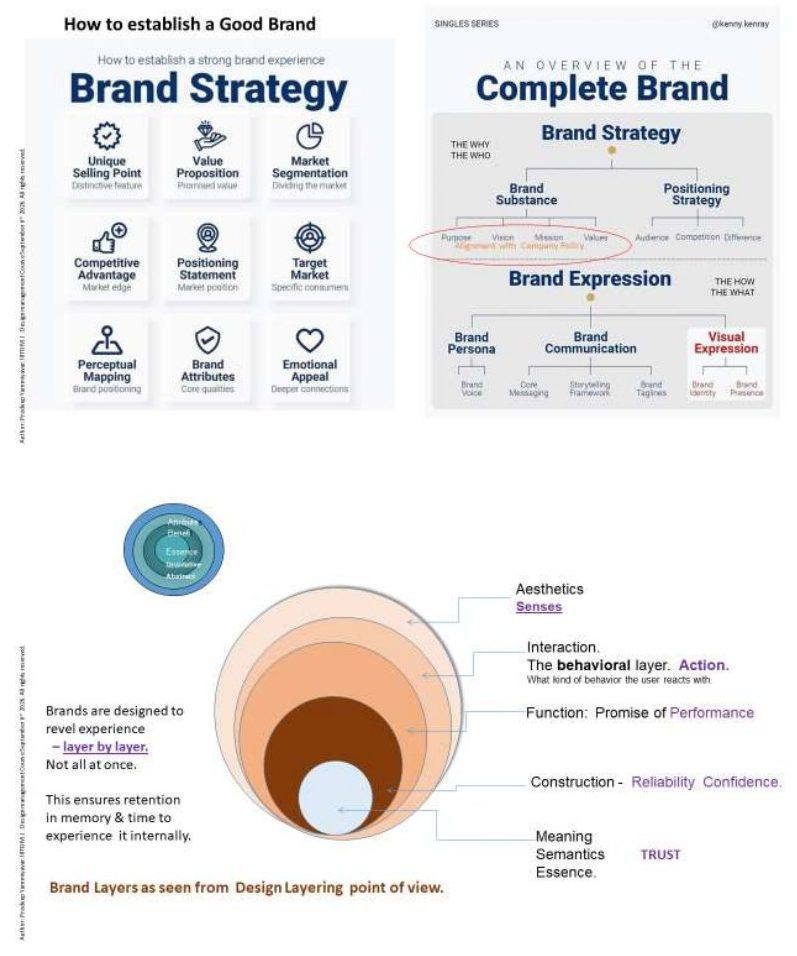 How to establish a Good Brand
How to establish a strong brand experience
Brand Strategy
Unique
Selling Point
Distinctive feature
Value
Proposition
Promised value
Market
Segmentation
Dividing the market
Competitive
Advantage
Market edge
Positioning
Statement
Market position
Target
Market
Specific consumers
Perceptual
Mapping
Brand positioning
Brand
Attributes
Core qualities
Emotional
Appeal
Deeper connections
SINGLES SERIES
@kenny.kenray
AN OVERVIEW OF THE
Complete Brand
Brand Strategy
THE WHY
THE WHO
Brand
Substance
Positioning
Strategy
Purpose Vision Mission Values
Audience Competition Difference
Alignment with Company Policy
Brand Expression
THE HOW
THE WHAT
Brand
Persona
Brand
Communication
Visual
Expression
Brand
Voice
Core
Messaging
Storytelling
Framework
Brand
Taglines
Brand
Identity
Brand
Presence
Essence
Aesthetics
Senses
Interaction.
The behavioral layer. Action.
What kind of behavior the user reacts with
Function: Promise of Performance
Construction - Reliability Confidence.
Meaning
Semantics TRUST
Essence.
Brands are designed to
revel experience
– layer by layer.
Not all at once.
This ensures retention
in memory & time to
experience it internally.
Brand Layers as seen from Design Layering point of view.